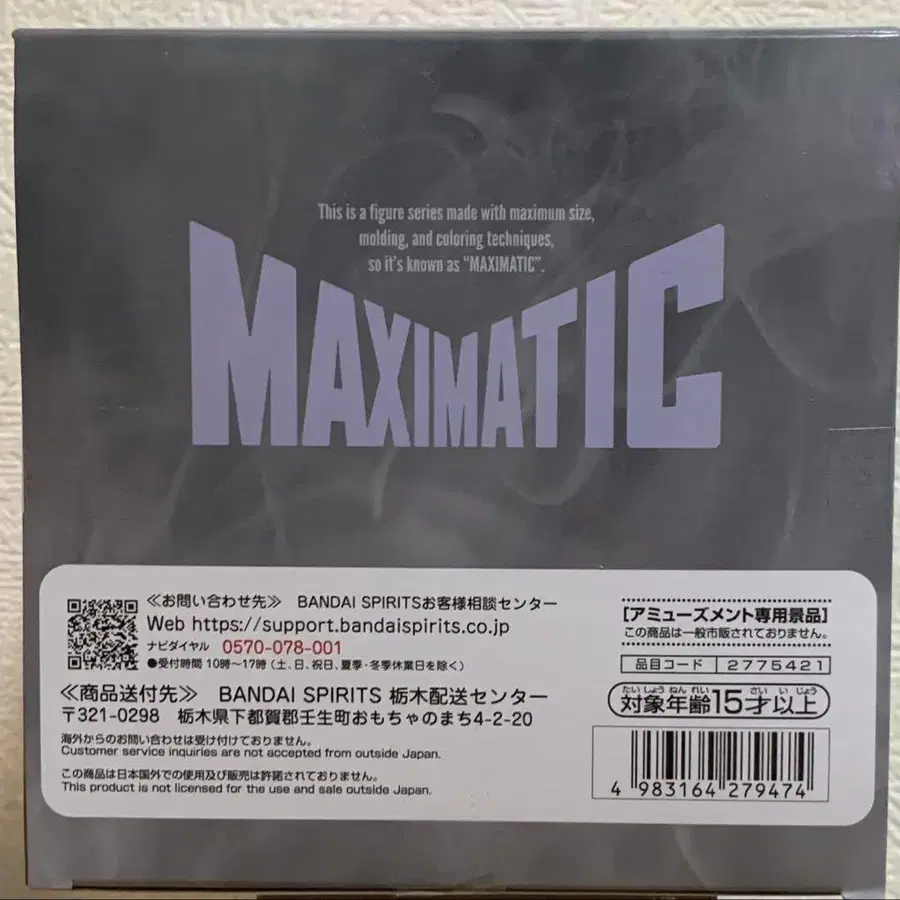 This is a figure series made with maximum size,
molding, and coloring techniques,
so it's known as "MAXIMATIC".
MAXIMATIC
≪お問い合わせ先≫ BANDAI SPIRITSお客様相談センター
Web https://support.bandaispirits.co.jp
ナビダイヤル 0570-078-001
●受付時間 10時〜17時(土、日、祝日、夏季・冬季休業日を除く)
≪商品送付先≫ BANDAI SPIRITS 栃木配送センター
〒321-0298 栃木県下都賀郡壬生町おもちゃのまち4-2-20
海外からのお問い合わせは受け付けておりません。
Customer service inquiries are not accepted from outside Japan.
この商品は日本国外での使用及び販売は許諾されておりません。
This product is not licensed for the use and sale outside Japan.
[アミューズメント専用景品]
この商品は一般市販されておりません。
品目コード 2775421
たいしょうねんれい さい いじょう
対象年齢15才以上
4 983164 279474